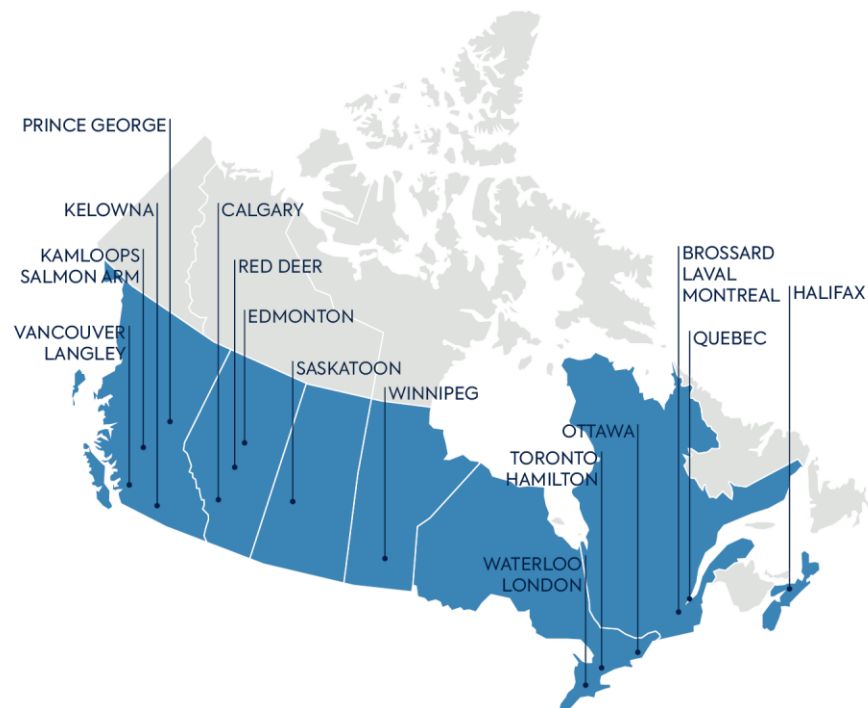 PRINCE GEORGE
KELOWNA
CALGARY
KAMLOOPS
SALMON ARM
RED DEER
BROSSARD
LAVAL
MONTREAL
HALIFAX
VANCOUVER
LANGLEY
EDMONTON
QUEBEC
SASKATOON
WINNIPEG
OTTAWA
TORONTO
HAMILTON
WATERLOO
LONDON